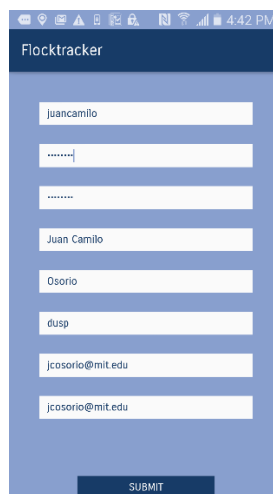 4:42 PM
Flocktracker
juancamilo
········
········
Juan Camilo
Osorio
dusp
jcosorio@mit.edu
jcosorio@mit.edu
SUBMIT